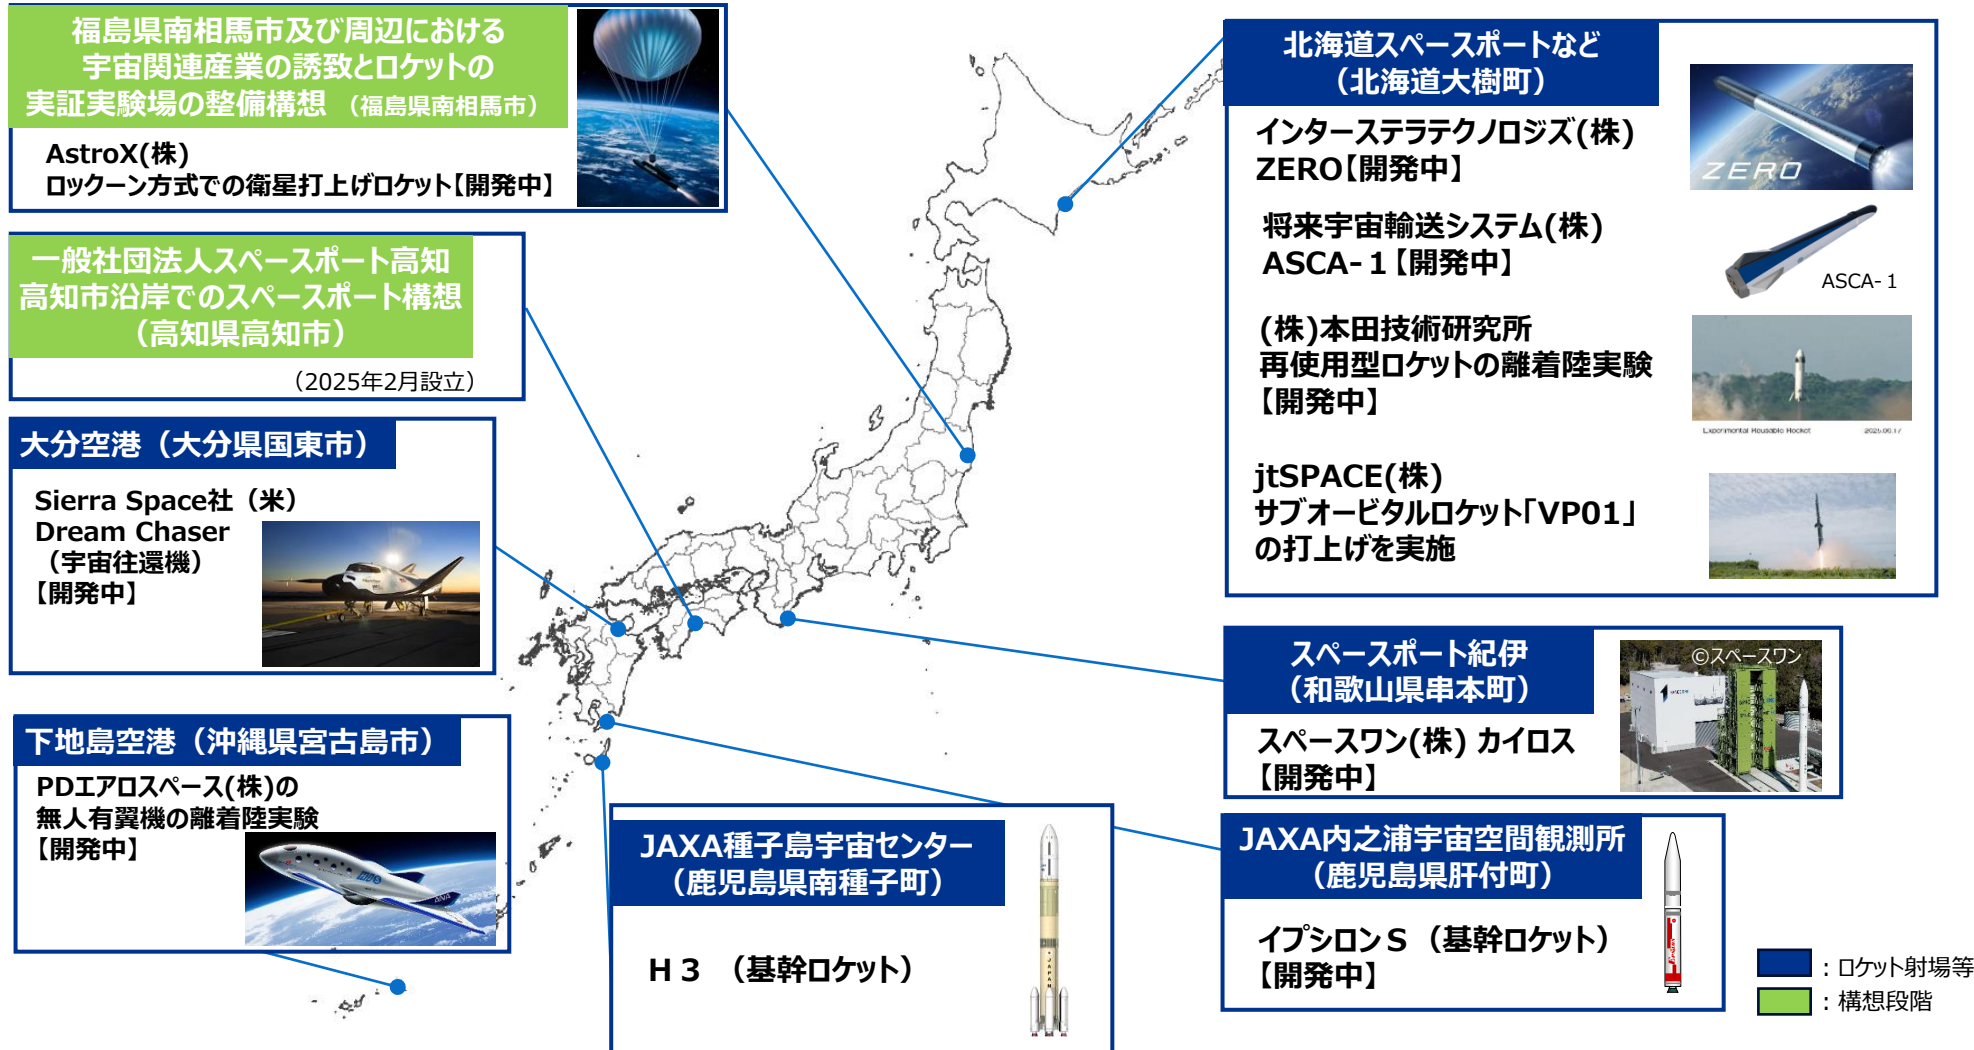 福島県南相馬市及び周辺における
宇宙関連産業の誘致とロケットの
実証実験場の整備構想 （福島県南相馬市）
AstroX(株)
ロックーン方式での衛星打上げロケット【開発中】
一般社団法人スペースポート高知
高知市沿岸でのスペースポート構想
（高知県高知市）
（2025年2月設立）
大分空港（大分県国東市）
Sierra Space社（米）
Dream Chaser
（宇宙往還機）
【開発中】
下地島空港（沖縄県宮古島市）
PDエアロスペース(株)の
無人有翼機の離着陸実験
【開発中】
北海道スペースポートなど
（北海道大樹町）
インターステラテクノロジズ(株)
ZERO【開発中】
ZERO
将来宇宙輸送システム(株)
ASCA-１【開発中】
ASCA-１
(株)本田技術研究所
再使用型ロケットの離着陸実験
【開発中】
Experimental Reusable Rocket 2025.06.17
jtSPACE(株)
サブオービタルロケット「VP01」
の打上げを実施
スペースポート紀伊
（和歌山県串本町）
©スペースワン
スペースワン(株) カイロス
【開発中】
JAXA種子島宇宙センター
（鹿児島県南種子町）
Ｈ３ （基幹ロケット）
JAPAN
JAXA内之浦宇宙空間観測所
（鹿児島県肝付町）
イプシロンＳ（基幹ロケット）
【開発中】
：ロケット射場等
：構想段階